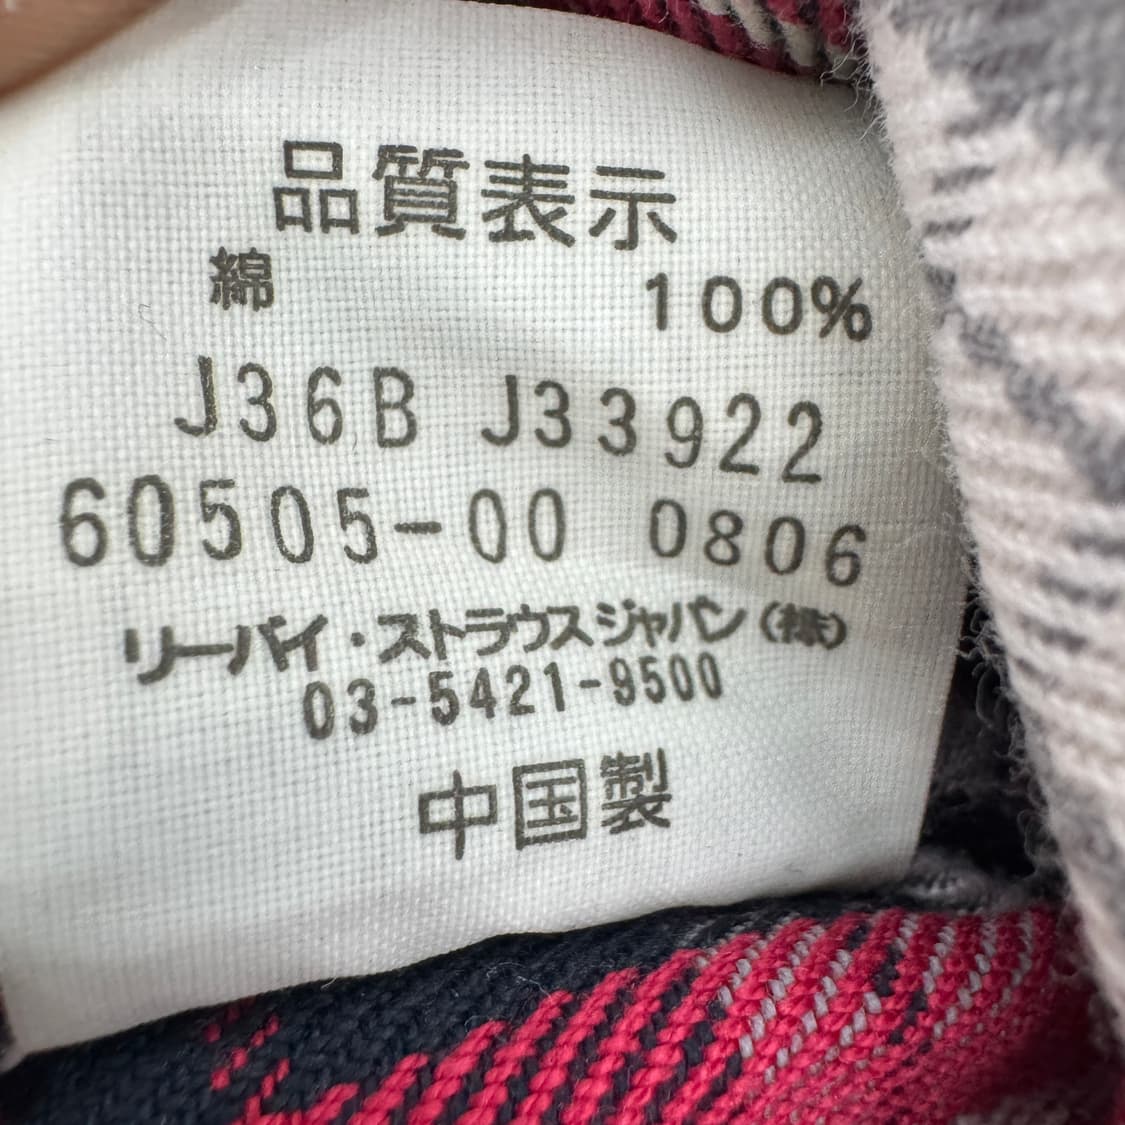 品質表示
綿 100%
J36B J33922
60505-00 0806
リーバイ・ストラウスジャパン(株)
03-5421-9500
中国製